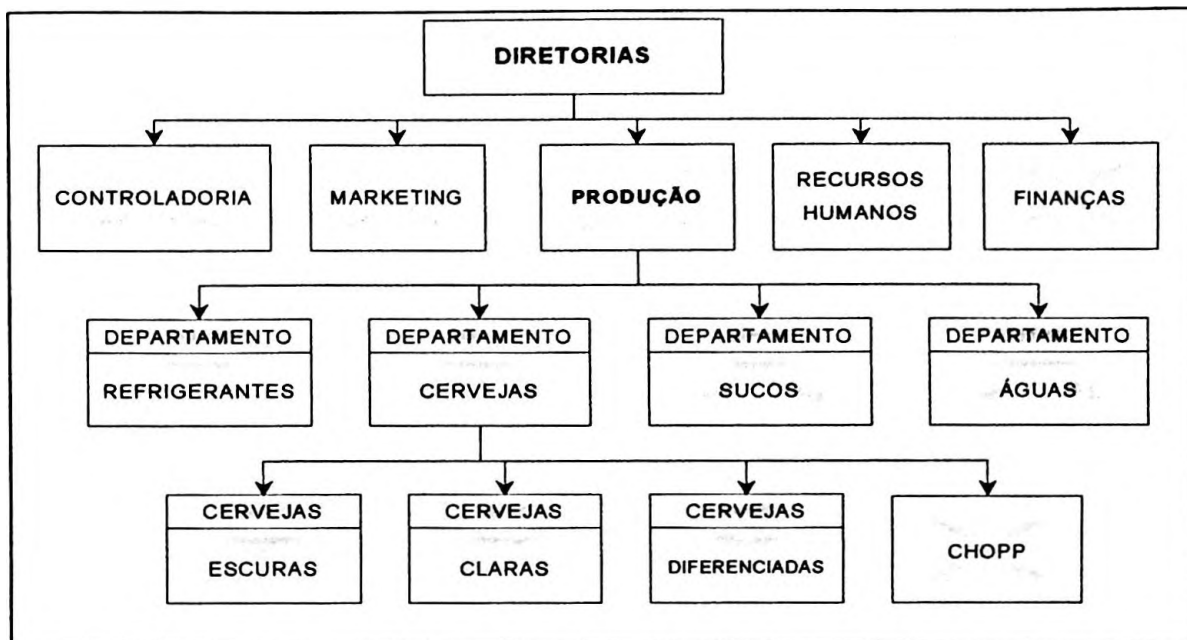 DIRETORIAS
CONTROLADORIA
MARKETING
PRODUÇÃO
RECURSOS
HUMANOS
FINANÇAS
DEPARTAMENTO
REFRIGERANTES
DEPARTAMENTO
CERVEJAS
DEPARTAMENTO
SUCOS
DEPARTAMENTO
ÁGUAS
CERVEJAS
ESCURAS
CERVEJAS
CLARAS
CERVEJAS
DIFERENCIADAS
CHOPP